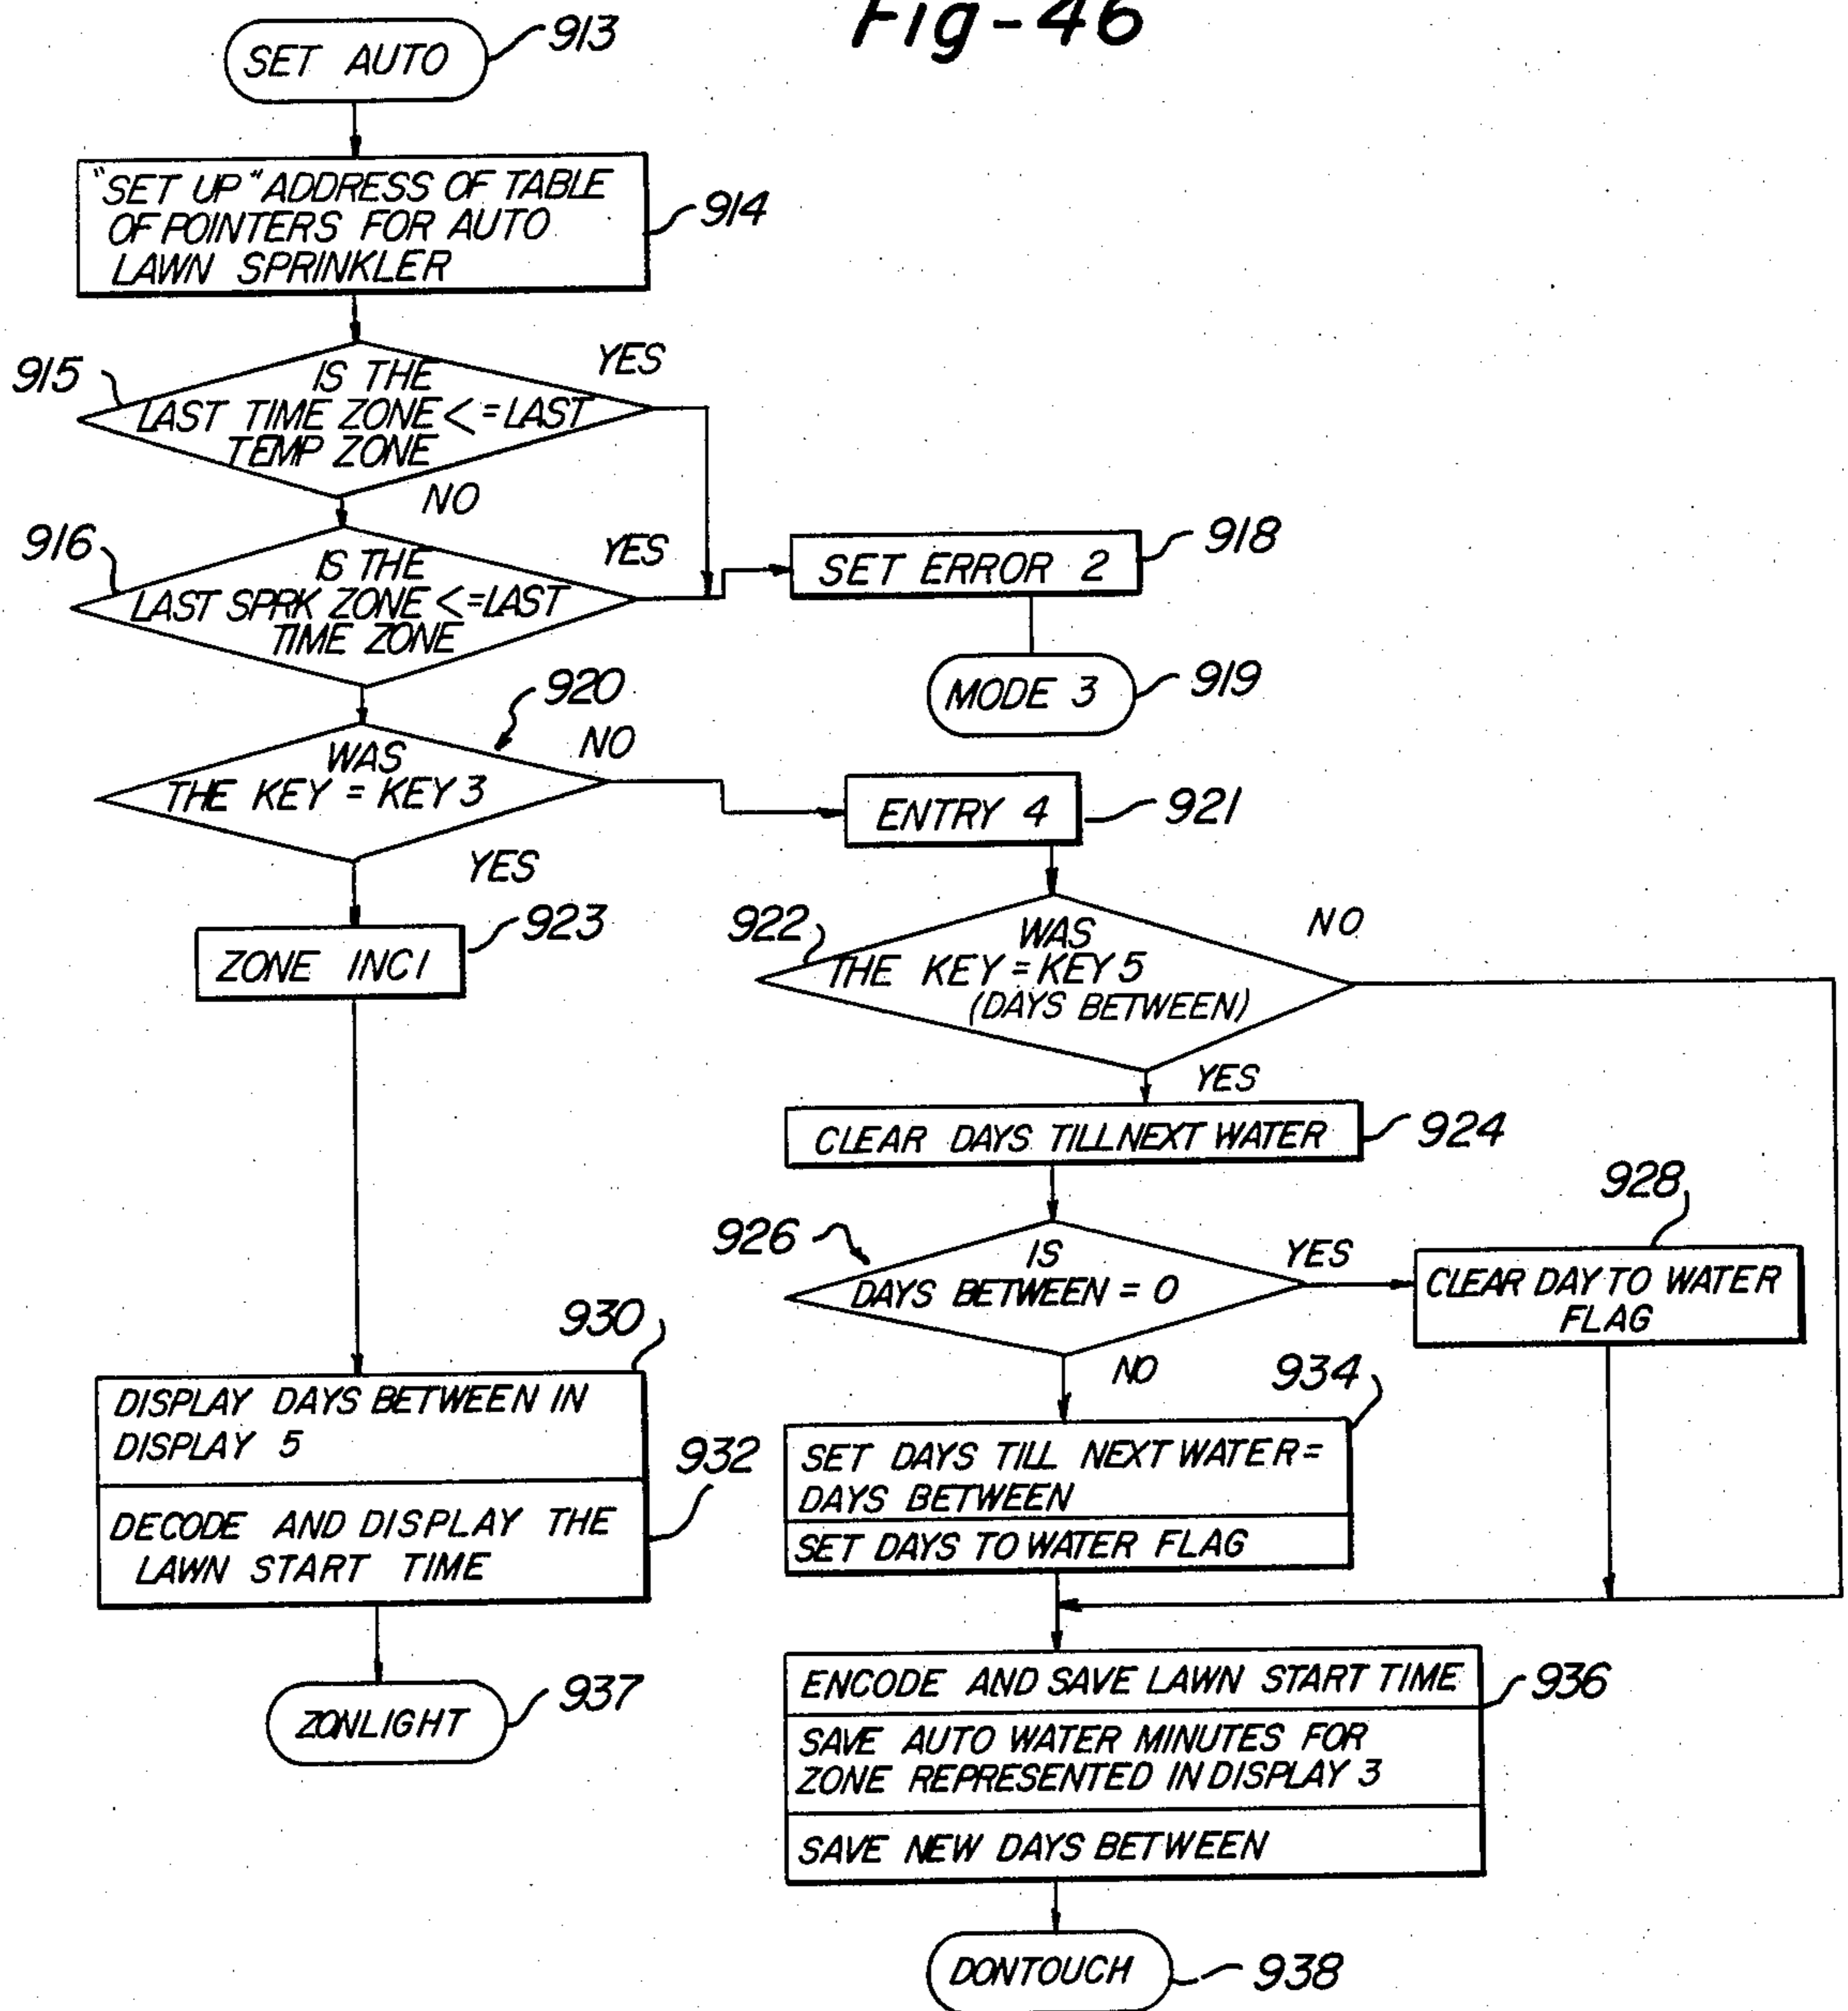 Fig-46
SET AUTO
913
"SET UP" ADDRESS OF TABLE
OF POINTERS FOR AUTO
LAWN SPRINKLER
914
915
IS THE
LAST TIME ZONE <=LAST
TEMP ZONE
YES
NO
916
IS THE
LAST SPRK ZONE <=LAST
TIME ZONE
YES
SET ERROR 2
918
MODE 3
919
920
WAS
THE KEY = KEY 3
NO
YES
ENTRY 4
921
ZONE INC1
923
922
WAS
THE KEY = KEY 5
(DAYS BETWEEN)
NO
YES
CLEAR DAYS TILL NEXT WATER
924
926
IS
DAYS BETWEEN = 0
YES
NO
928
CLEAR DAY TO WATER
FLAG
930
DISPLAY DAYS BETWEEN IN
DISPLAY 5
932
DECODE AND DISPLAY THE
LAWN START TIME
934
SET DAYS TILL NEXT WATER =
DAYS BETWEEN
SET DAYS TO WATER FLAG
ZONLIGHT
937
ENCODE AND SAVE LAWN START TIME
936
SAVE AUTO WATER MINUTES FOR
ZONE REPRESENTED IN DISPLAY 3
SAVE NEW DAYS BETWEEN
DONTOUCH
938